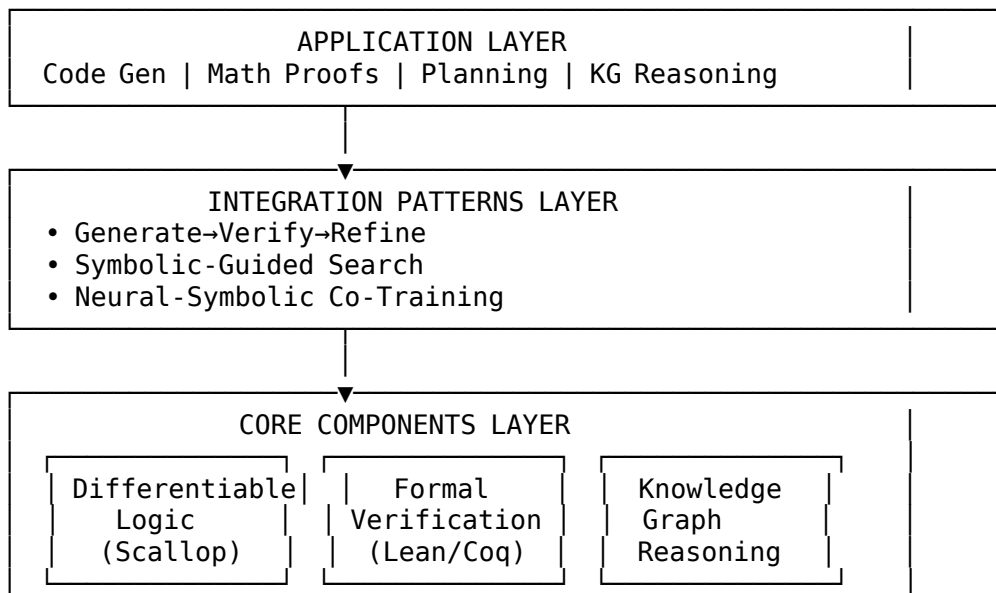 APPLICATION LAYER
Code Gen | Math Proofs | Planning | KG Reasoning
INTEGRATION PATTERNS LAYER
• Generate→Verify→Refine
• Symbolic-Guided Search
• Neural-Symbolic Co-Training
CORE COMPONENTS LAYER
Differentiable Formal Knowledge
Logic Verification Graph
(Scallop) (Lean/Coq) Reasoning